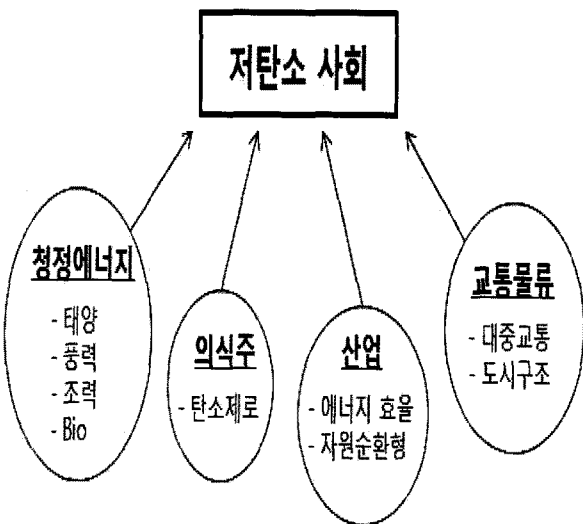 저탄소 사회
청정에너지
- 태양
- 풍력
- 조력
- Bio
의식주
- 탄소제로
산업
- 에너지 효율
- 자원순환형
교통물류
- 대중교통
- 도시구조